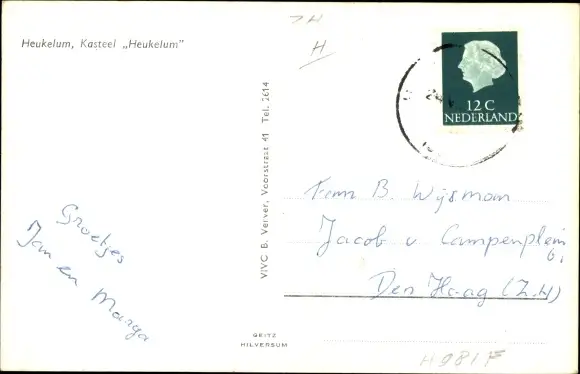 Heukelum, Kasteel „Heukelum”
H
12 C
NEDERLAND
VIVO B. Verver, Voorstraat 41 Tel. 2614
Fam B. Wijsman
Jacob v Campenplein
6,
Den Haag (Z.H)
Groetjes
Jan en Marga
GEITZ
HILVERSUM
H981F